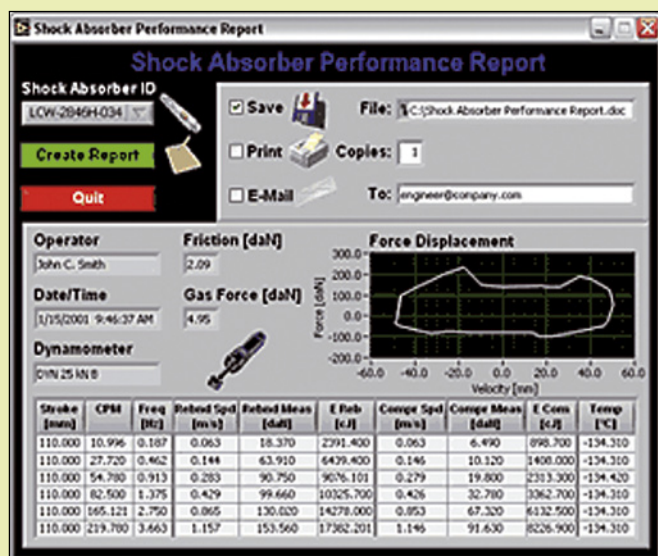 Shock Absorber Performance Report
Shock Absorber Performance Report
Shock Absorber ID
LCW-2846H-034
Create Report
Quit
Save File: C:\Shock Absorber Performance Report.doc
Print Copies: 1
E-Mail To: engineer@company.com
Operator
John C. Smith
Date/Time
1/15/2001 9:46:37 AM
Dynamometer
DYN 25 kN 8
Friction [daN]
2.09
Gas Force [daN]
4.95
Force Displacement
Force [daN]
300.0
200.0
100.0
0.0
-100.0
-200.0
-60.0 -40.0 -20.0 0.0 20.0 40.0 60.0
Velocity [mm]
Stroke CPM Freq Rebnd Spd Rebnd Meas E Reb Compr Spd Compr Meas E Com Temp
[mm] [Hz] [m/s] [daN] [cJ] [m/s] [daN] [cJ] [°C]
110.000 10.996 0.187 0.063 18.370 2391.400 0.063 6.490 898.700 -134.310
110.000 27.720 0.462 0.144 63.910 6439.400 0.146 10.120 1408.000 -134.310
110.000 54.780 0.913 0.283 90.750 9076.101 0.279 19.800 2313.300 -134.420
110.000 82.500 1.375 0.429 99.660 10325.700 0.426 32.780 3362.700 -134.310
110.000 165.121 2.750 0.865 130.020 14278.000 0.853 67.320 6132.500 -134.310
110.000 219.780 3.663 1.157 153.560 17382.201 1.146 91.630 8226.900 -134.310